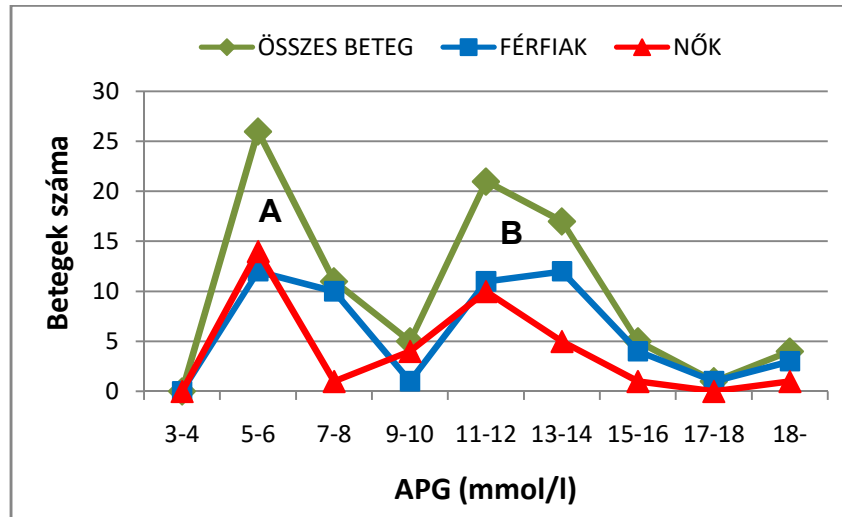 ÖSSZES BETEG FÉRFIAK NŐK
30
25
20
15
10
5
0
Betegek száma
A
B
3-4 5-6 7-8 9-10 11-12 13-14 15-16 17-18 18-
APG (mmol/l)